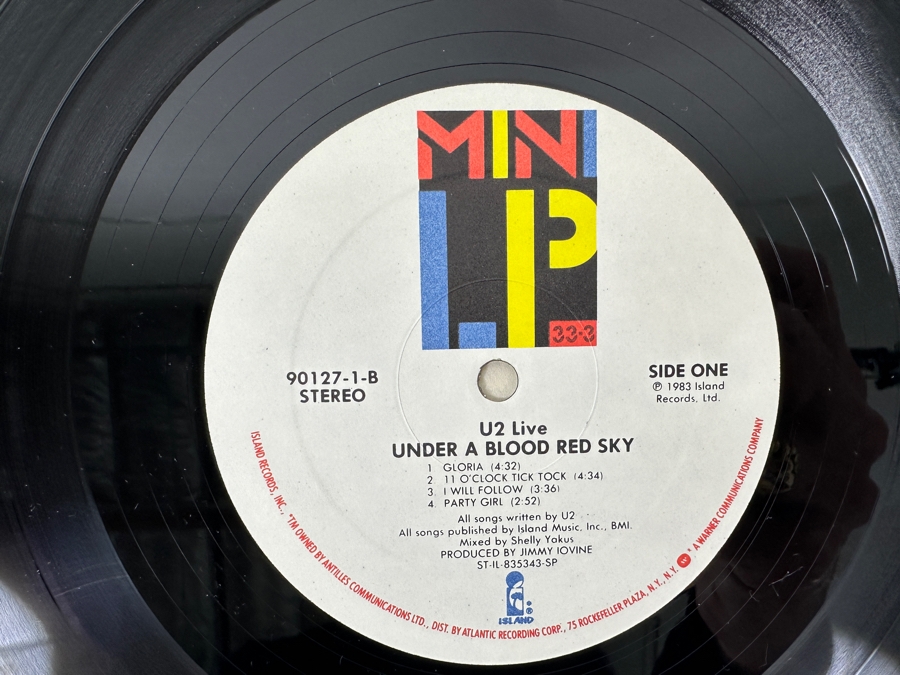 MINI
LP
33⅓
90127-1-B
STEREO
SIDE ONE
℗ 1983 Island
Records, Ltd.
U2 Live
UNDER A BLOOD RED SKY
1 GLORIA (4:32)
2 11 O'CLOCK TICK TOCK (4:34)
3. I WILL FOLLOW (3:36)
4. PARTY GIRL (2:52)
All songs written by U2
All songs published by Island Music, Inc., BMI.
Mixed by Shelly Yakus
PRODUCED BY JIMMY IOVINE
ST-IL-835343-SP
ISLAND®
ISLAND RECORDS, INC., *TM OWNED BY ANTILLES COMMUNICATIONS LTD., DIST. BY ATLANTIC RECORDING CORP., 75 ROCKEFELLER PLAZA, N.Y., N.Y. * A WARNER COMMUNICATIONS COMPANY